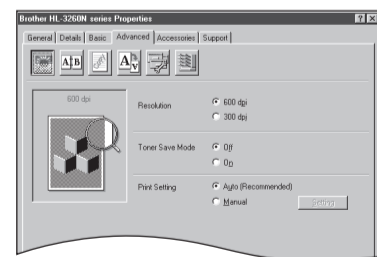 Brother HL-3260N series Properties
General Details Basic Advanced Accessories Support
A B A
600 dpi
Resolution
600 dpi
300 dpi
Toner Save Mode
Off
On
Print Setting
Auto (Recommended)
Manual
Setting